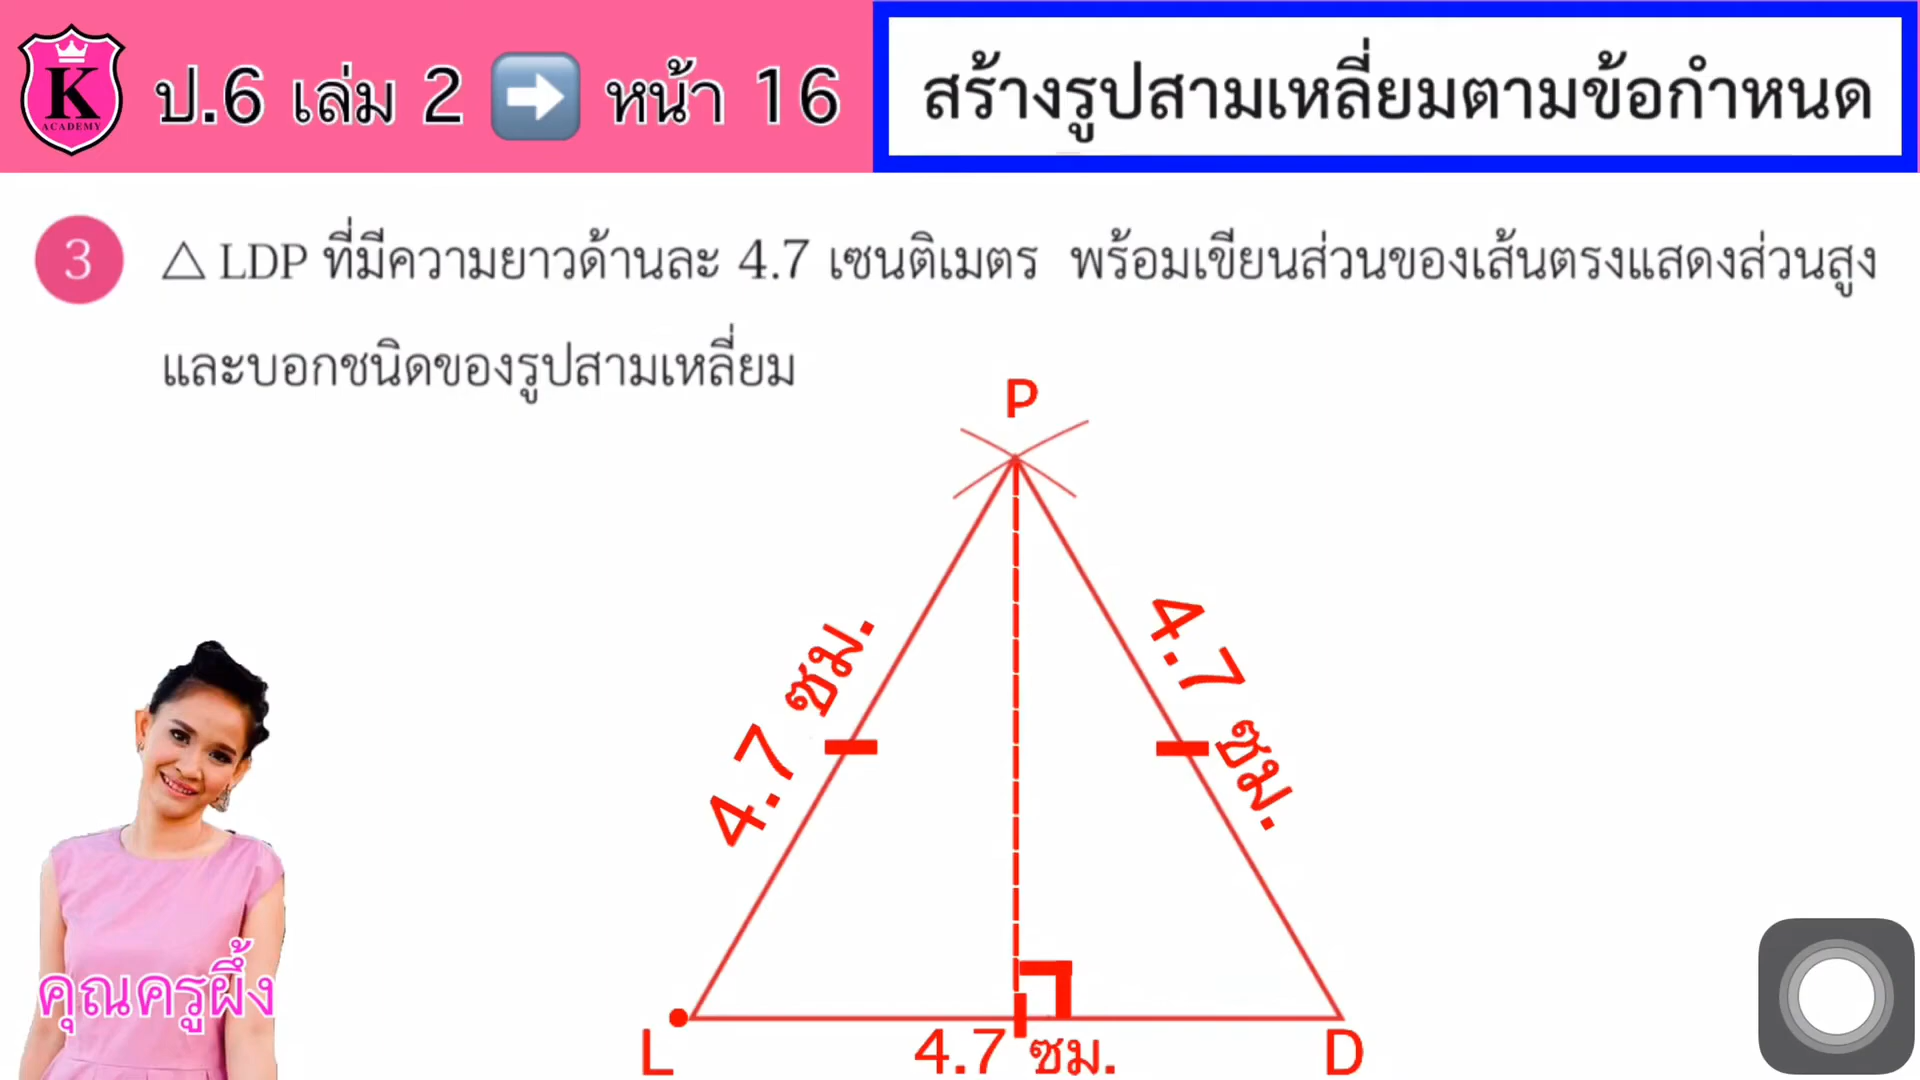 K
ACADEMY
ป.6 เล่ม 2 ➡ หน้า 16
สร้างรูปสามเหลี่ยมตามข้อกำหนด
3 △ LDP ที่มีความยาวด้านละ 4.7 เซนติเมตร พร้อมเขียนส่วนของเส้นตรงแสดงส่วนสูง
และบอกชนิดของรูปสามเหลี่ยม
P
4.7 ซม.
4.7 ซม.
คุณครูผึ้ง
L
4.7 ซม.
D